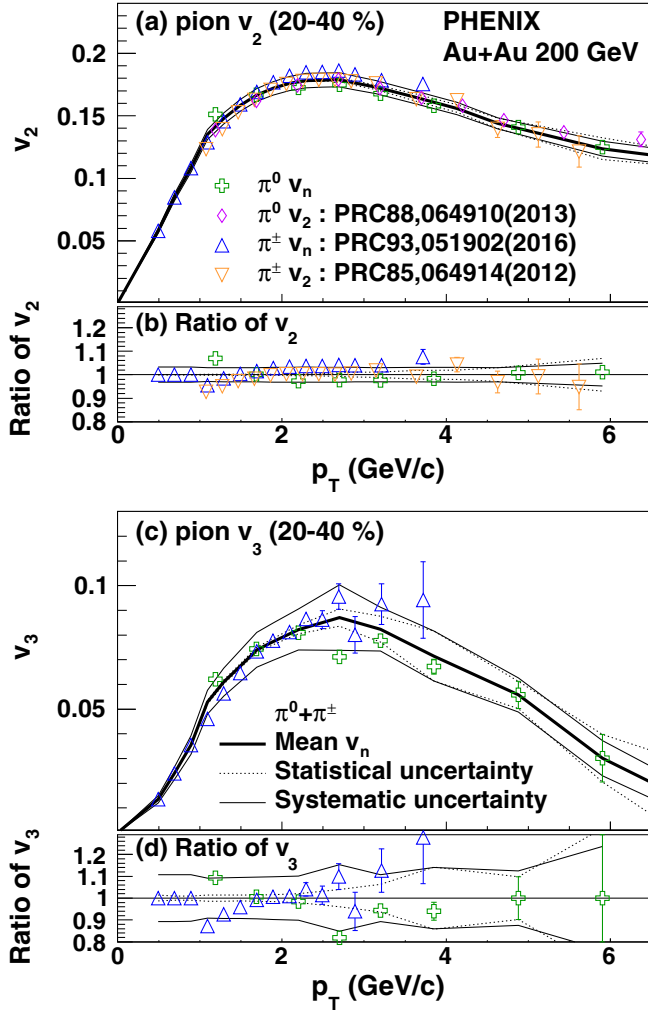 (a) pion v2 (20-40 %)
PHENIX
Au+Au 200 GeV
0.2
0.15
0.1
0.05
v2
π0 vn
π0 v2 : PRC88,064910(2013)
π± vn : PRC93,051902(2016)
π± v2 : PRC85,064914(2012)
(b) Ratio of v2
1.2
1.1
1
0.9
0.8
Ratio of v2
0 2 4 6
pT (GeV/c)
(c) pion v3 (20-40 %)
0.1
0.05
v3
π0+π±
Mean vn
Statistical uncertainty
Systematic uncertainty
(d) Ratio of v3
1.2
1.1
1
0.9
0.8
Ratio of v3
0 2 4 6
pT (GeV/c)